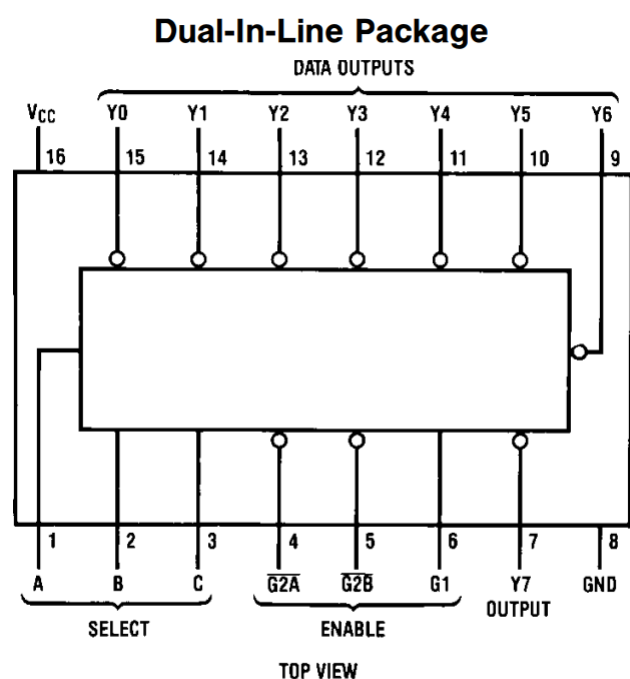 Dual-In-Line Package
DATA OUTPUTS
VCC Y0 Y1 Y2 Y3 Y4 Y5 Y6
16 15 14 13 12 11 10 9
1 2 3 4 5 6 7 8
A B C G2A G2B G1 Y7 GND
OUTPUT
SELECT ENABLE
TOP VIEW